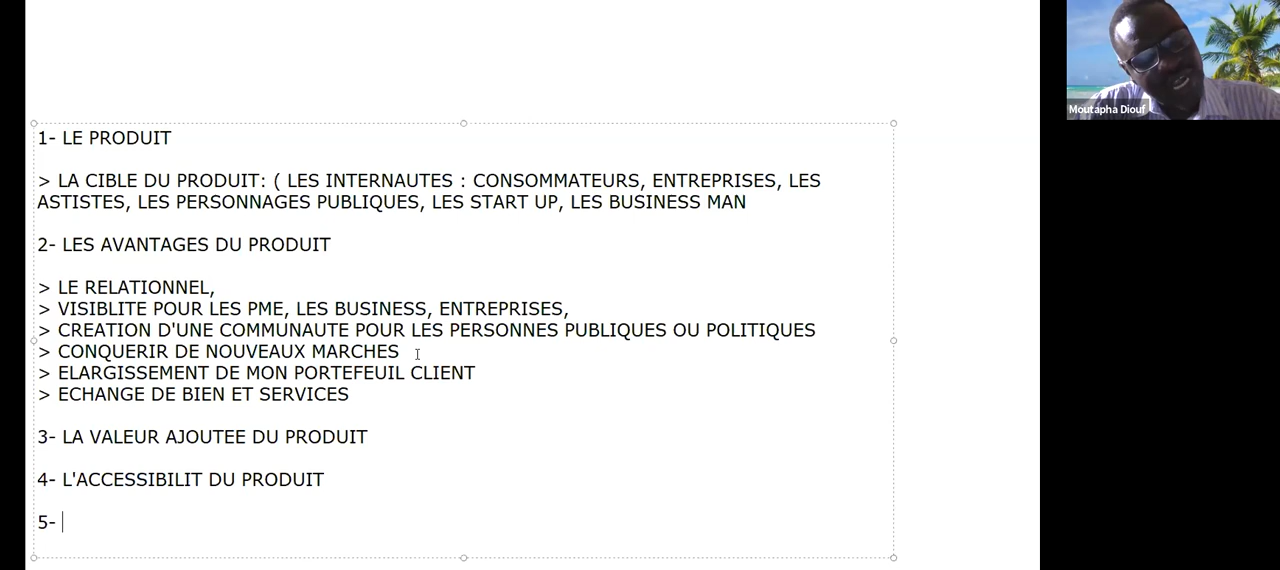 1- LE PRODUIT
> LA CIBLE DU PRODUIT: ( LES INTERNAUTES : CONSOMMATEURS, ENTREPRISES, LES
ASTISTES, LES PERSONNAGES PUBLIQUES, LES START UP, LES BUSINESS MAN
2- LES AVANTAGES DU PRODUIT
> LE RELATIONNEL,
> VISIBLITE POUR LES PME, LES BUSINESS, ENTREPRISES,
> CREATION D'UNE COMMUNAUTE POUR LES PERSONNES PUBLIQUES OU POLITIQUES
> CONQUERIR DE NOUVEAUX MARCHES
> ELARGISSEMENT DE MON PORTEFEUIL CLIENT
> ECHANGE DE BIEN ET SERVICES
3- LA VALEUR AJOUTEE DU PRODUIT
4- L'ACCESSIBILIT DU PRODUIT
5-
Moutapha Diouf